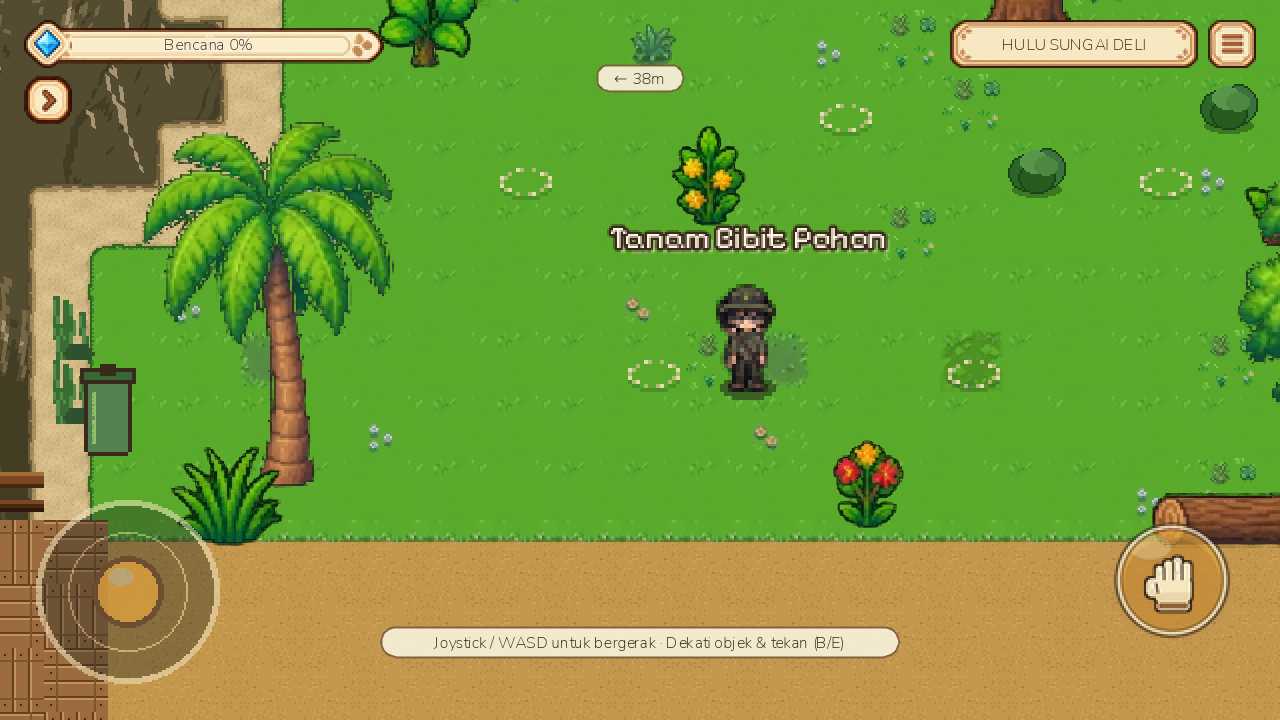 Bencana 0%
HULU SUNGAI DELI
← 38m
Tanam Bibit Pohon
Joystick / WASD untuk bergerak · Dekati objek & tekan (B/E)